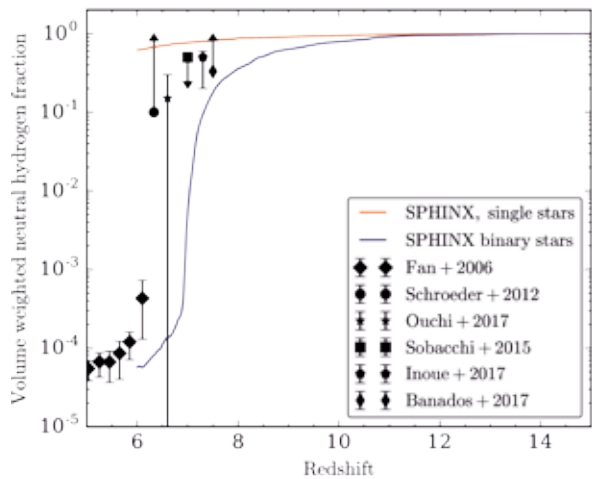 Volume weighted neutral hydrogen fraction
10^0
10^-1
10^-2
10^-3
10^-4
10^-5
6 8 10 12 14
Redshift
SPHINX, single stars
SPHINX binary stars
Fan+2006
Schroeder+2012
Ouchi+2017
Sobacchi+2015
Inoue+2017
Banados+2017